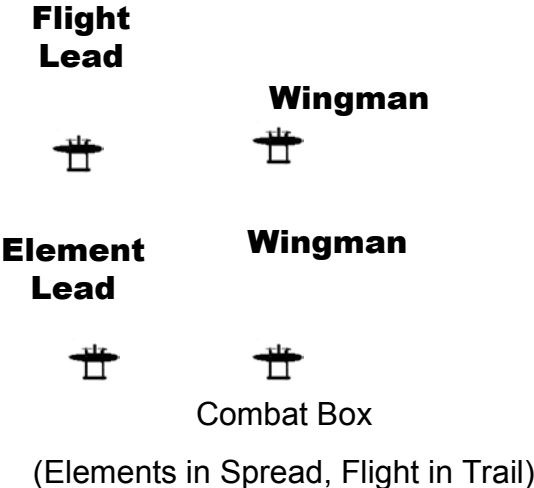 Flight
Lead
Wingman
Element
Lead
Wingman
Combat Box
(Elements in Spread, Flight in Trail)